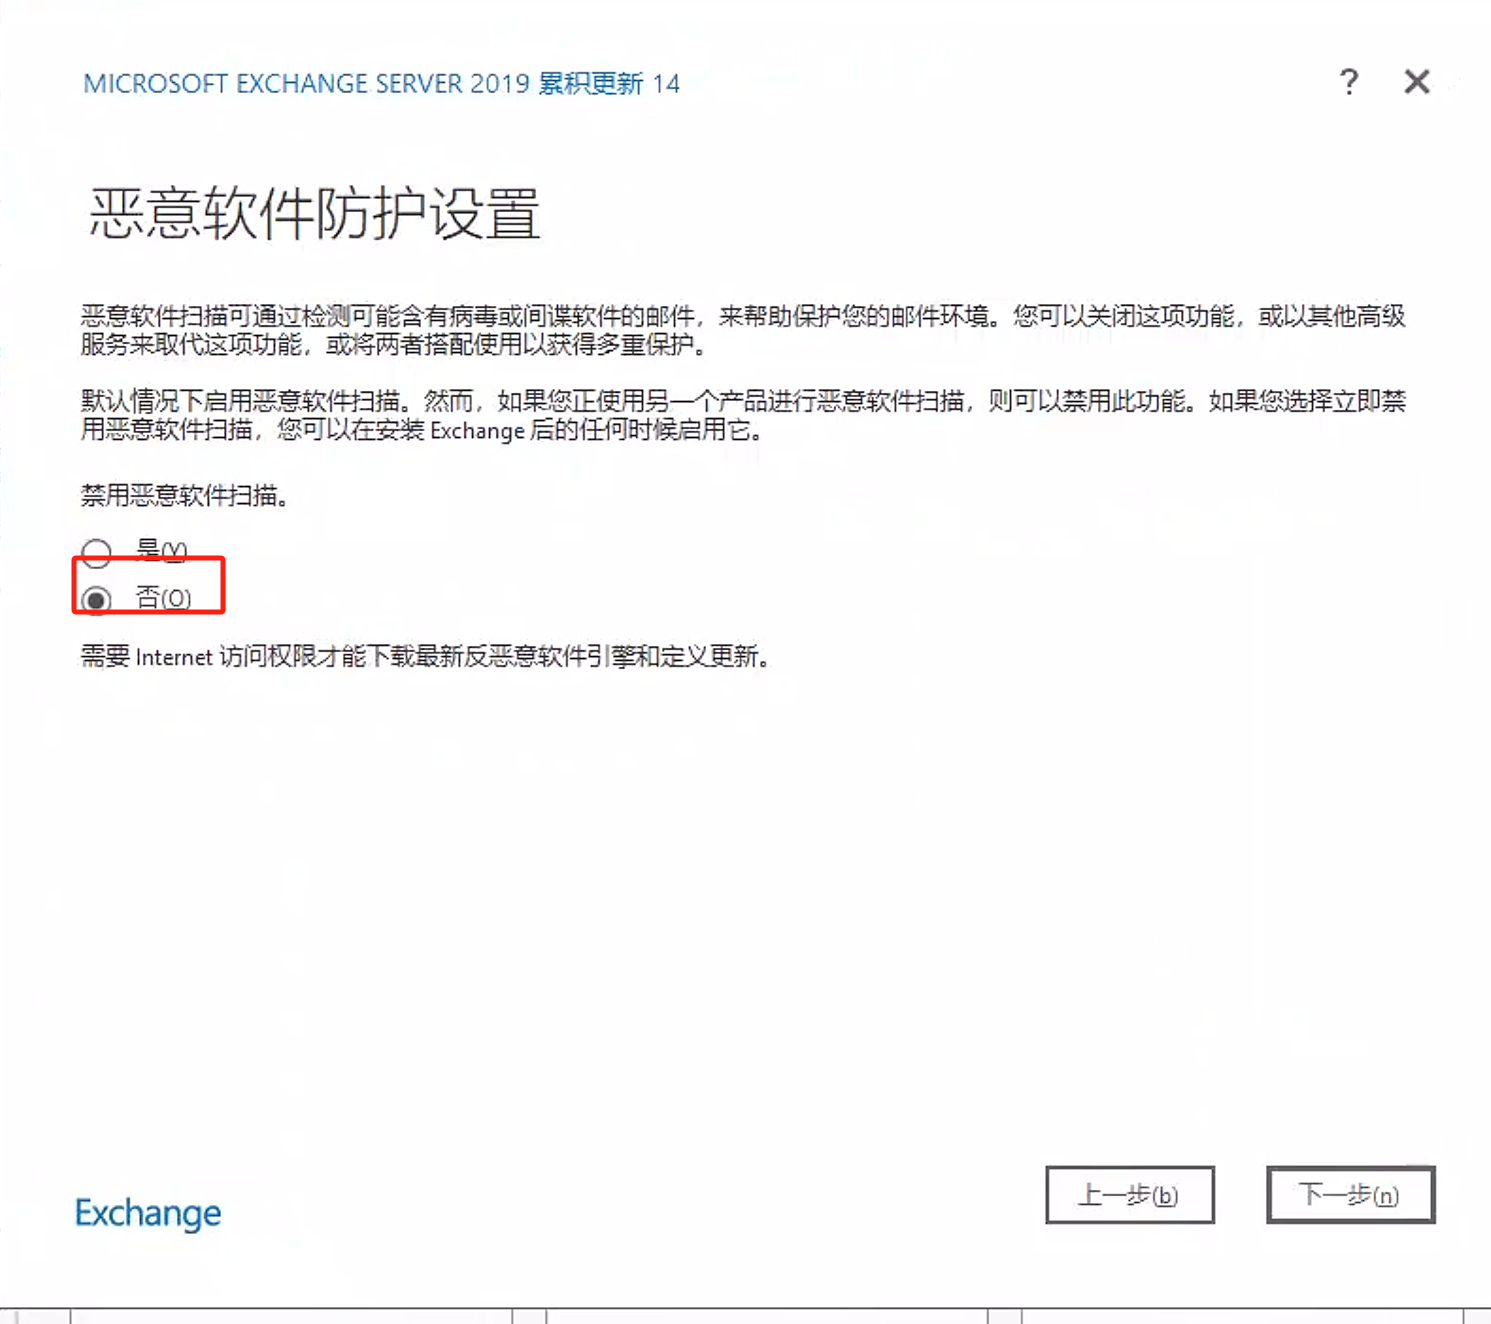 MICROSOFT EXCHANGE SERVER 2019 累积更新 14
?
恶意软件防护设置
恶意软件扫描可通过检测可能含有病毒或间谍软件的邮件，来帮助保护您的邮件环境。您可以关闭这项功能，或以其他高级
服务来取代这项功能，或将两者搭配使用以获得多重保护。
默认情况下启用恶意软件扫描。然而，如果您正使用另一个产品进行恶意软件扫描，则可以禁用此功能。如果您选择立即禁
用恶意软件扫描，您可以在安装 Exchange 后的任何时候启用它。
禁用恶意软件扫描。
是(Y)
否(O)
需要 Internet 访问权限才能下载最新反恶意软件引擎和定义更新。
Exchange
上一步(b)
下一步(n)